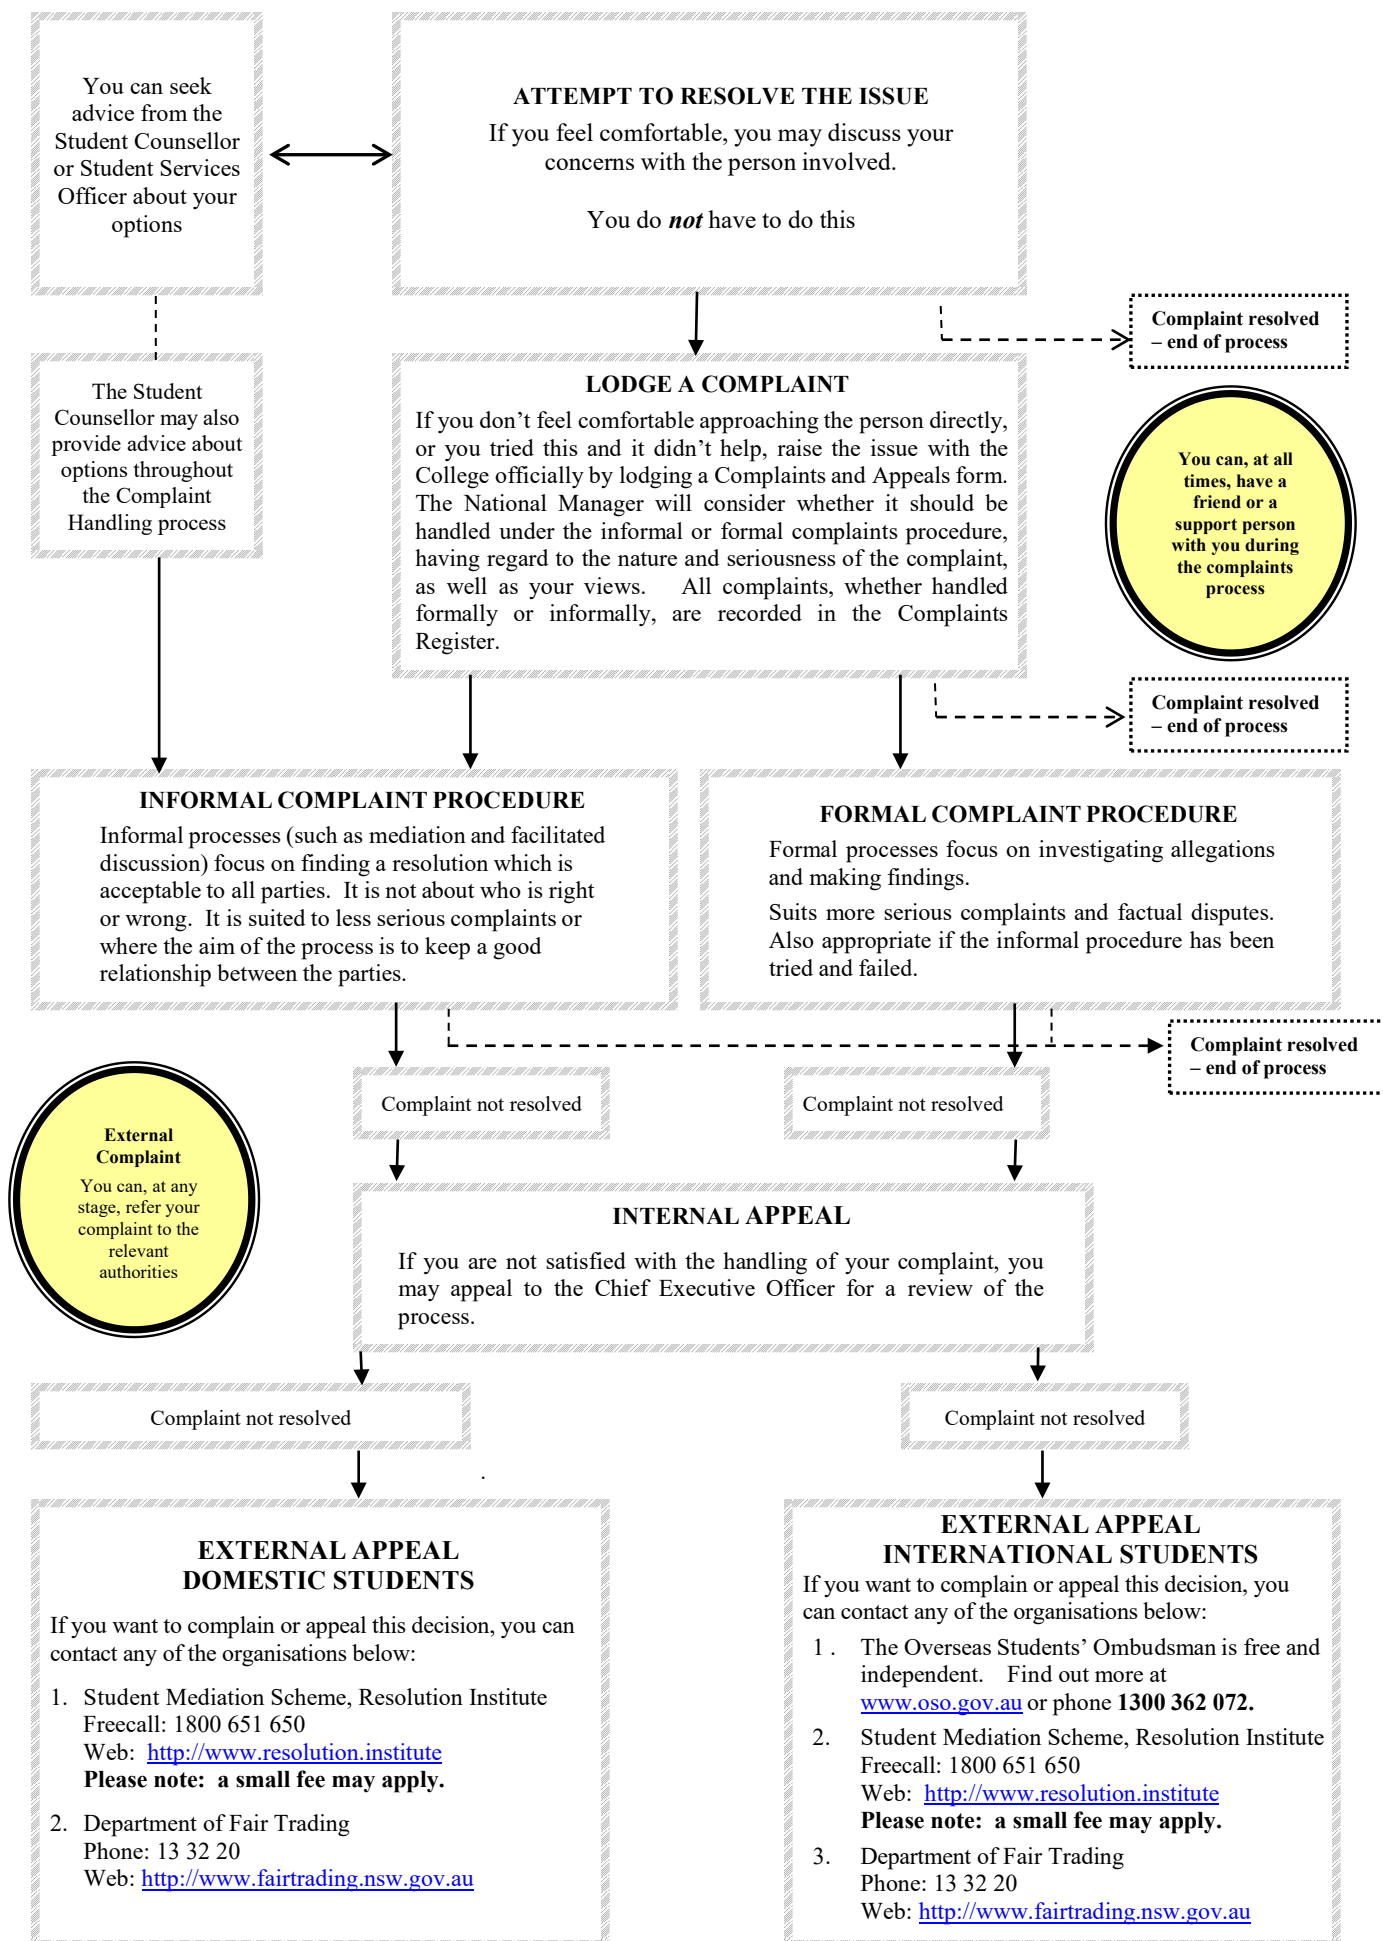 You can seek
advice from the
Student Counsellor
or Student Services
Officer about your
options
ATTEMPT TO RESOLVE THE ISSUE
If you feel comfortable, you may discuss your
concerns with the person involved.
You do not have to do this
Complaint resolved
– end of process
The Student
Counsellor may also
provide advice about
options throughout
the Complaint
Handling process
LODGE A COMPLAINT
If you don’t feel comfortable approaching the person directly,
or you tried this and it didn’t help, raise the issue with the
College officially by lodging a Complaints and Appeals form.
The National Manager will consider whether it should be
handled under the informal or formal complaints procedure,
having regard to the nature and seriousness of the complaint,
as well as your views. All complaints, whether handled
formally or informally, are recorded in the Complaints
Register.
You can, at all
times, have a
friend or a
support person
with you during
the complaints
process
Complaint resolved
– end of process
INFORMAL COMPLAINT PROCEDURE
Informal processes (such as mediation and facilitated
discussion) focus on finding a resolution which is
acceptable to all parties. It is not about who is right
or wrong. It is suited to less serious complaints or
where the aim of the process is to keep a good
relationship between the parties.
FORMAL COMPLAINT PROCEDURE
Formal processes focus on investigating allegations
and making findings.
Suits more serious complaints and factual disputes.
Also appropriate if the informal procedure has been
tried and failed.
Complaint resolved
– end of process
Complaint not resolved
Complaint not resolved
External
Complaint
You can, at any
stage, refer your
complaint to the
relevant
authorities
INTERNAL APPEAL
If you are not satisfied with the handling of your complaint, you
may appeal to the Chief Executive Officer for a review of the
process.
Complaint not resolved
Complaint not resolved
.
EXTERNAL APPEAL
DOMESTIC STUDENTS
If you want to complain or appeal this decision, you can
contact any of the organisations below:
1. Student Mediation Scheme, Resolution Institute
Freecall: 1800 651 650
Web: http://www.resolution.institute
Please note: a small fee may apply.
2. Department of Fair Trading
Phone: 13 32 20
Web: http://www.fairtrading.nsw.gov.au
EXTERNAL APPEAL
INTERNATIONAL STUDENTS
If you want to complain or appeal this decision, you
can contact any of the organisations below:
1 . The Overseas Students’ Ombudsman is free and
independent. Find out more at
www.oso.gov.au or phone 1300 362 072.
2. Student Mediation Scheme, Resolution Institute
Freecall: 1800 651 650
Web: http://www.resolution.institute
Please note: a small fee may apply.
3. Department of Fair Trading
Phone: 13 32 20
Web: http://www.fairtrading.nsw.gov.au